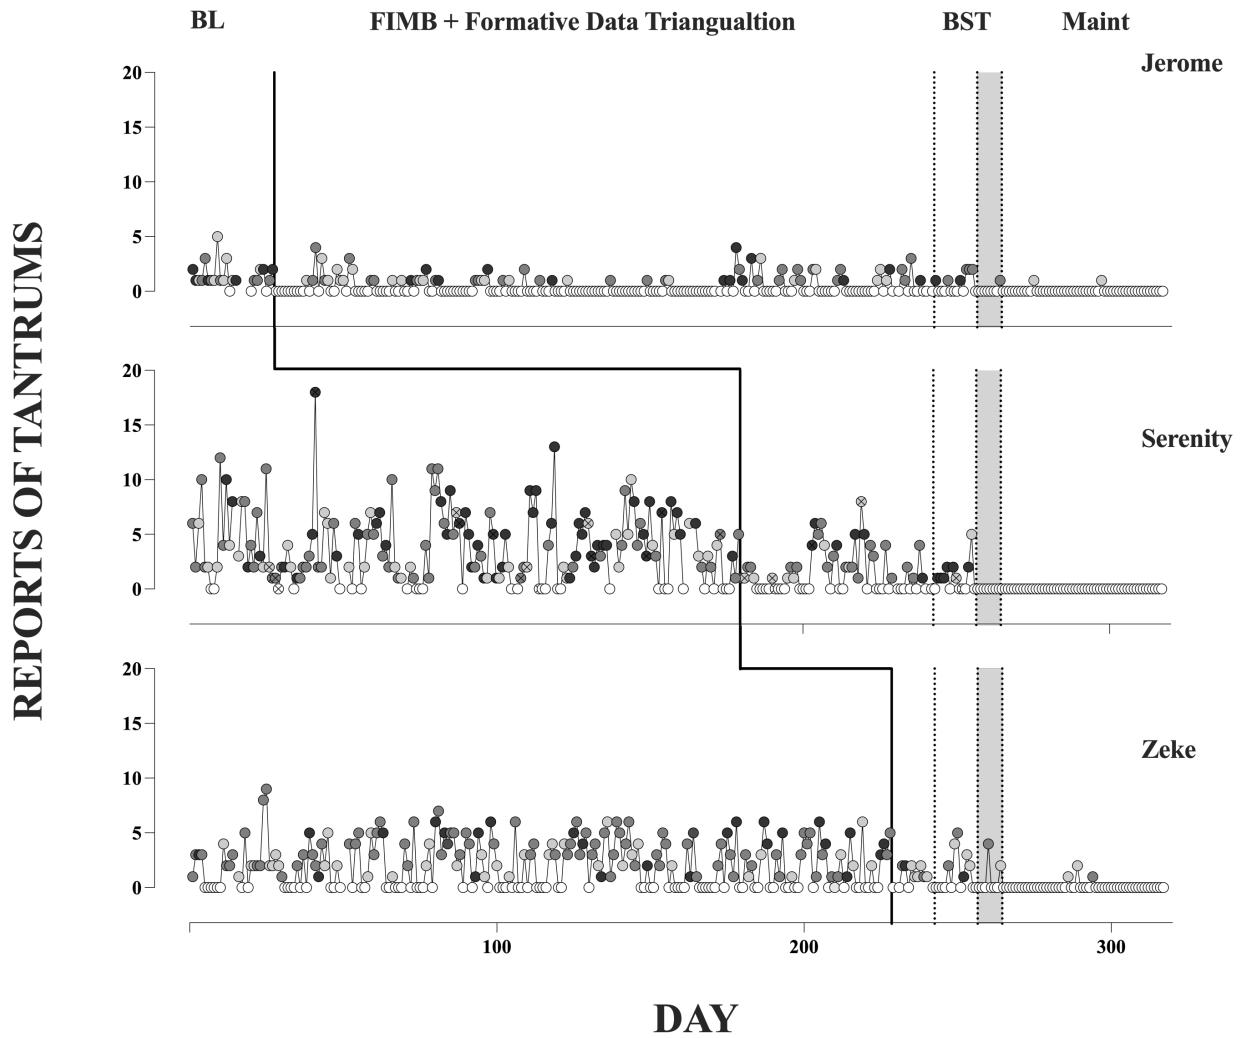 BL FIMB + Formative Data Triangualtion BST Maint
Jerome
20
15
10
5
0
REPORTS OF TANTRUMS
20
15
10
5
0
Serenity
20
15
10
5
0
Zeke
100 200 300
DAY